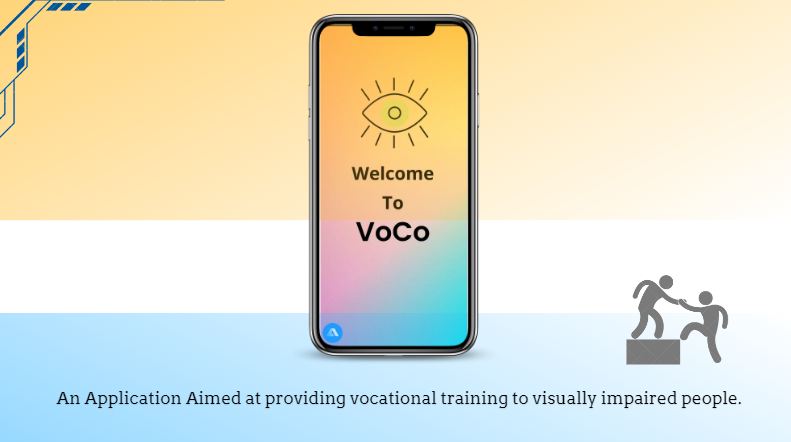 Welcome
To
VoCo
An Application Aimed at providing vocational training to visually impaired people.